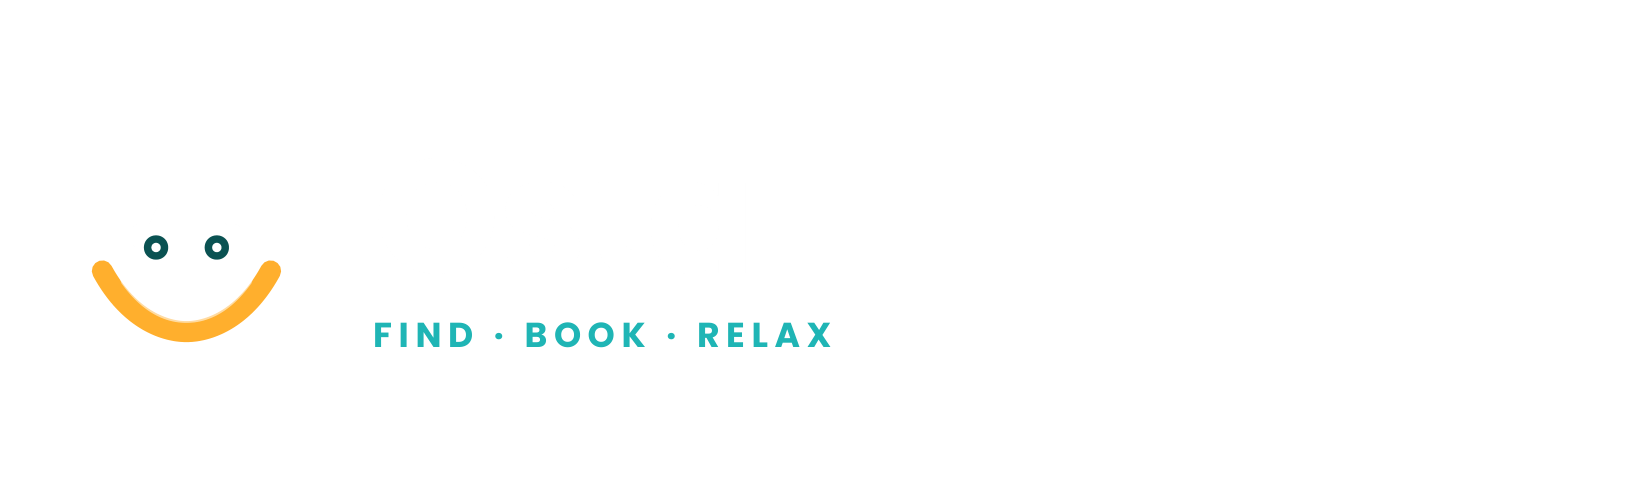 FIND · BOOK · RELAX